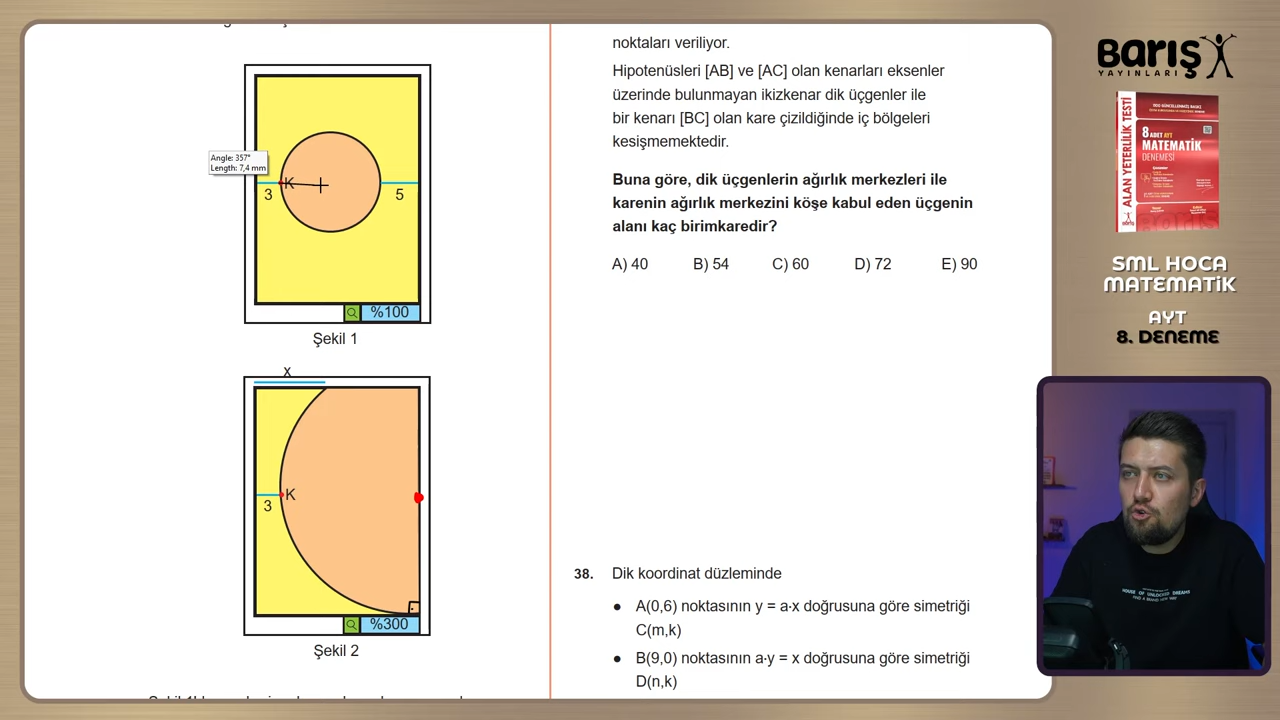 Angle: 357°
Length: 7,4 mm
K
3
5
%100
Şekil 1
x
K
3
%300
Şekil 2
noktaları veriliyor.
Hipotenüsleri [AB] ve [AC] olan kenarları eksenler
üzerinde bulunmayan ikizkenar dik üçgenler ile
bir kenarı [BC] olan kare çizildiğinde iç bölgeleri
kesişmemektedir.
Buna göre, dik üçgenlerin ağırlık merkezleri ile
karenin ağırlık merkezini köşe kabul eden üçgenin
alanı kaç birimkaredir?
A) 40 B) 54 C) 60 D) 72 E) 90
38. Dik koordinat düzleminde
• A(0,6) noktasının y = a·x doğrusuna göre simetriği
C(m,k)
• B(9,0) noktasının a·y = x doğrusuna göre simetriği
D(n,k)
BARIŞ
YAYINLARI
ALAN YETERLİLİK TESTİ
8 ADET AYT
MATEMATİK
DENEMESİ
SML HOCA
MATEMATİK
AYT
8. DENEME